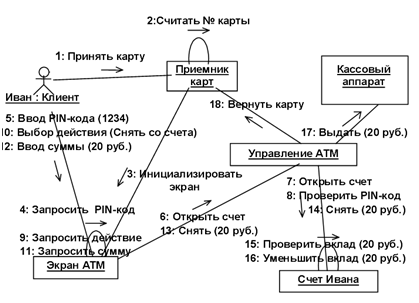 2:Считать № карты
1: Принять карту
Приемник
карт
Кассовый
аппарат
Иван : Клиент
18: Вернуть карту
5: Ввод PIN-кода (1234)
0: Выбор действия (Снять со счета)
2: Ввод суммы (20 руб.)
17: Выдать (20 руб.)
Управление АТМ
3: Инициализировать
экран
7: Открыть счет
8: Проверить PIN-код
14: Снять (20 руб.)
4: Запросить PIN-код
6: Открыть счет
13: Снять (20 руб.)
9: Запросить действие
11: Запросить сумму
15: Проверить вклад (20 руб.)
16: Уменьшить вклад (20 руб.)
Экран АТМ
Счет Ивана